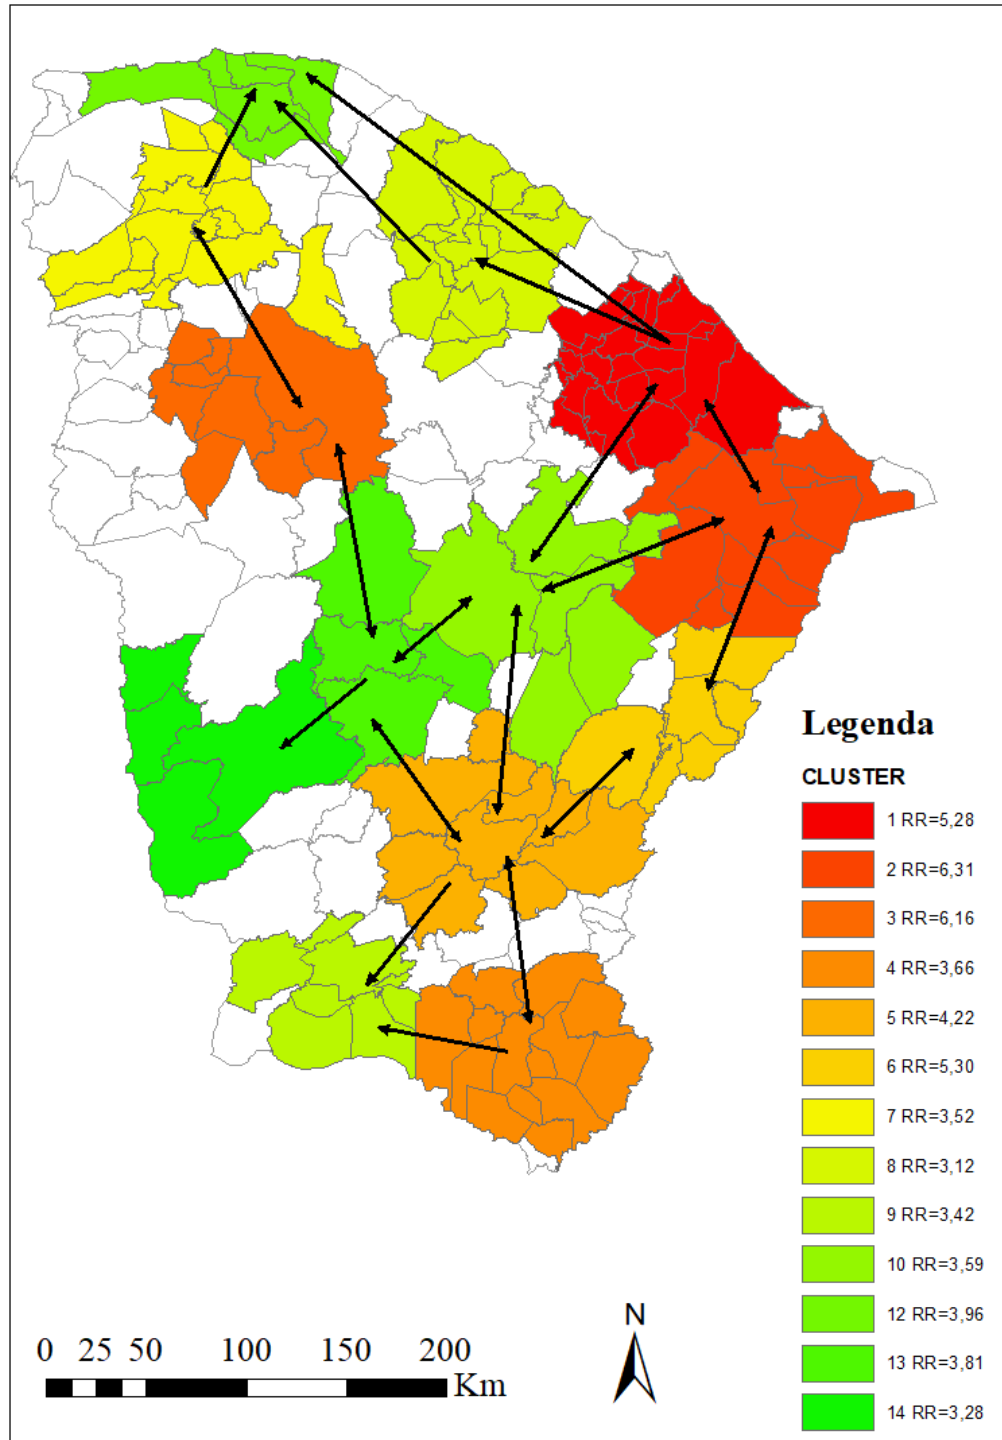 Legenda
CLUSTER
1 RR=5,28
2 RR=6,31
3 RR=6,16
4 RR=3,66
5 RR=4,22
6 RR=5,30
7 RR=3,52
8 RR=3,12
9 RR=3,42
10 RR=3,59
12 RR=3,96
13 RR=3,81
14 RR=3,28
N
0 25 50 100 150 200
Km